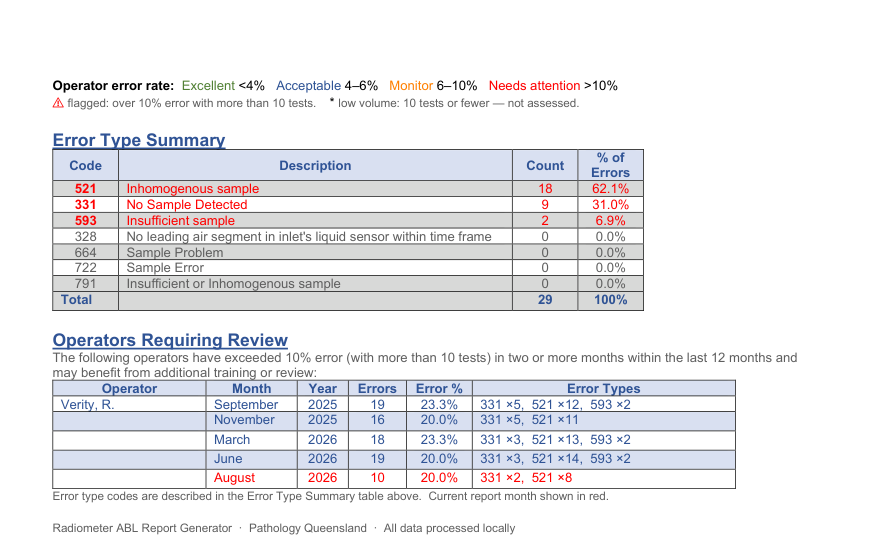 Operator error rate: Excellent <4% Acceptable 4–6% Monitor 6–10% Needs attention >10%
⚠ flagged: over 10% error with more than 10 tests. * low volume: 10 tests or fewer — not assessed.
Error Type Summary
Code Description Count % of Errors
521 Inhomogenous sample 18 62.1%
331 No Sample Detected 9 31.0%
593 Insufficient sample 2 6.9%
328 No leading air segment in inlet's liquid sensor within time frame 0 0.0%
664 Sample Problem 0 0.0%
722 Sample Error 0 0.0%
791 Insufficient or Inhomogenous sample 0 0.0%
Total 29 100%
Operators Requiring Review
The following operators have exceeded 10% error (with more than 10 tests) in two or more months within the last 12 months and
may benefit from additional training or review:
Operator Month Year Errors Error % Error Types
Verity, R. September 2025 19 23.3% 331 ×5, 521 ×12, 593 ×2
November 2025 16 20.0% 331 ×5, 521 ×11
March 2026 18 23.3% 331 ×3, 521 ×13, 593 ×2
June 2026 19 20.0% 331 ×3, 521 ×14, 593 ×2
August 2026 10 20.0% 331 ×2, 521 ×8
Error type codes are described in the Error Type Summary table above. Current report month shown in red.
Radiometer ABL Report Generator · Pathology Queensland · All data processed locally